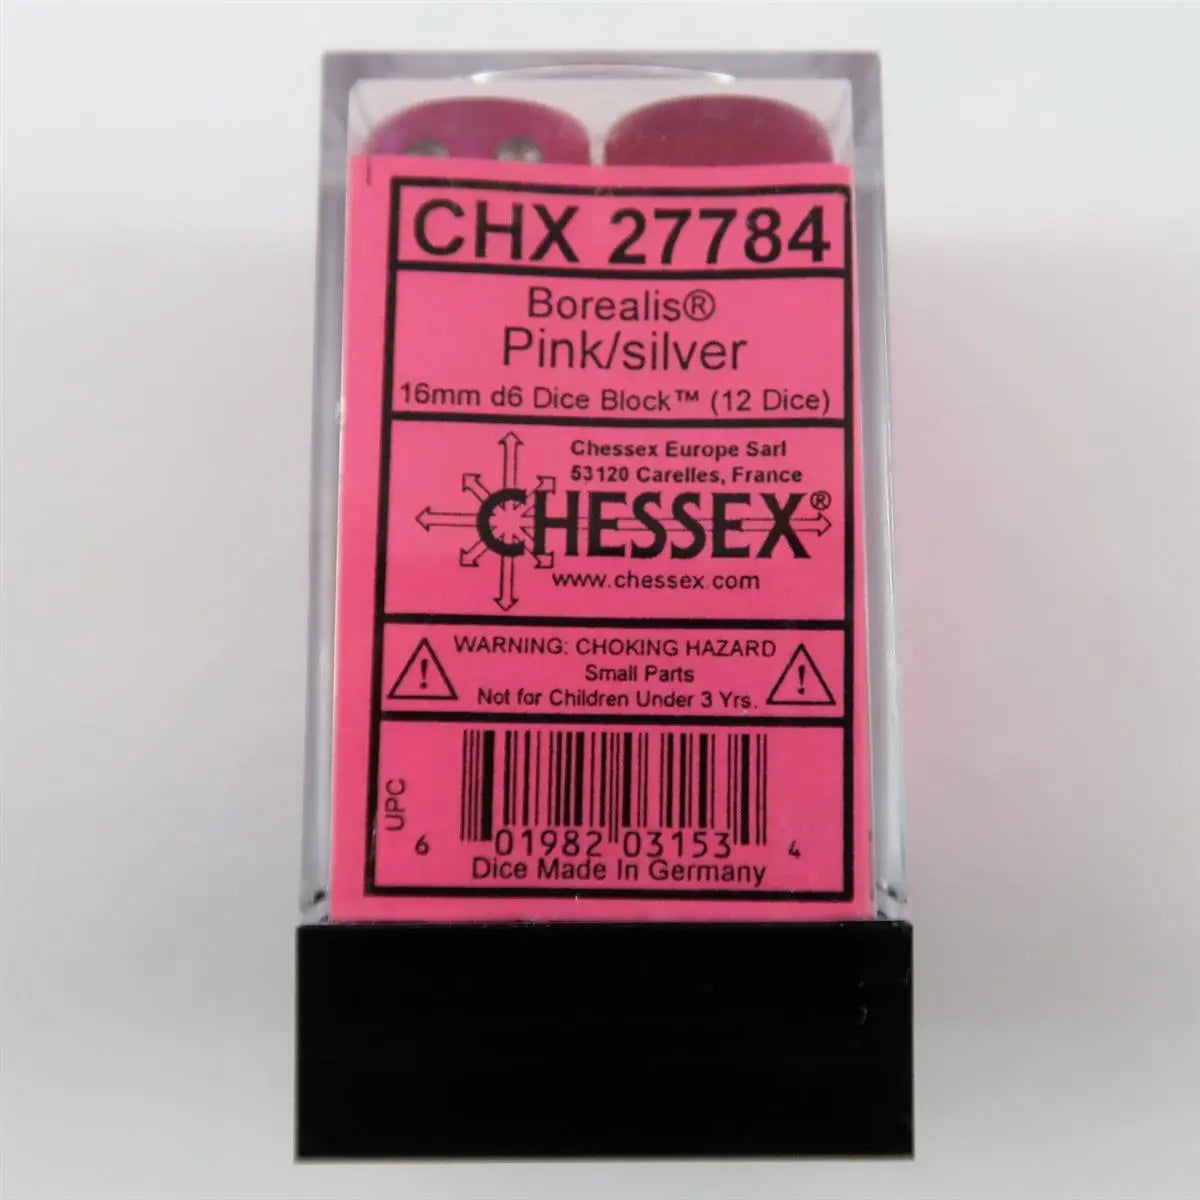 CHX 27784
Borealis®
Pink/silver
16mm d6 Dice Block™ (12 Dice)
Chessex Europe Sarl
53120 Carelles, France
CHESSEX®
www.chessex.com
WARNING: CHOKING HAZARD
Small Parts
Not for Children Under 3 Yrs.
UPC
6 01982 03153 4
Dice Made In Germany